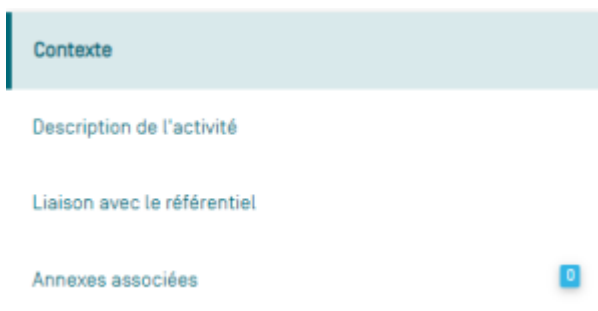 Contexte
Description de l'activité
Liaison avec le référentiel
Annexes associées 0